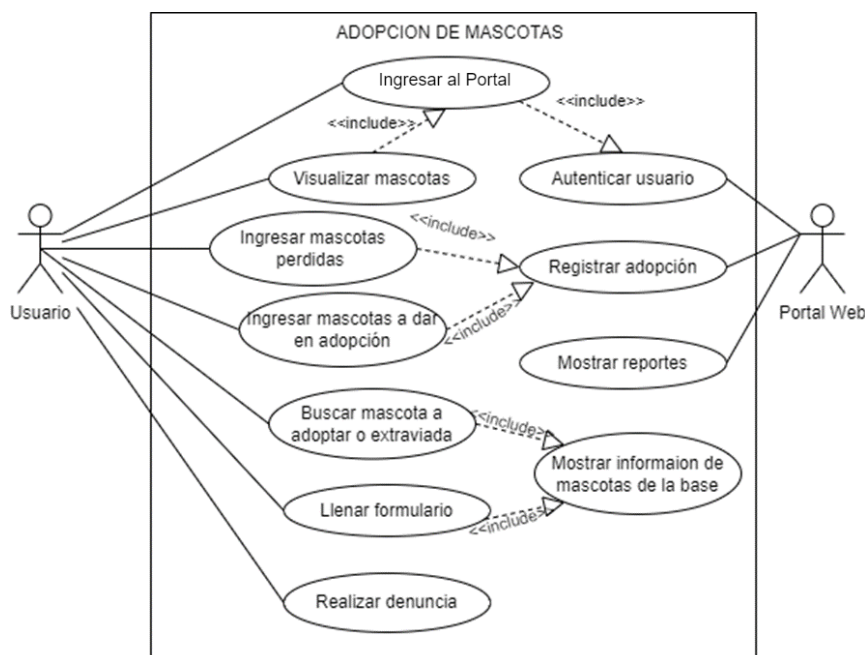 ADOPCION DE MASCOTAS
Ingresar al Portal
<<include>>
<<include>>
Visualizar mascotas
Autenticar usuario
<<include>>
Ingresar mascotas
perdidas
Registrar adopción
Usuario
Portal Web
Ingresar mascotas a dar
en adopción
<<include>>
Mostrar reportes
Buscar mascota a
adoptar o extraviada
<<include>
Mostrar informaion de
mascotas de la base
Llenar formulario
<<include>
Realizar denuncia